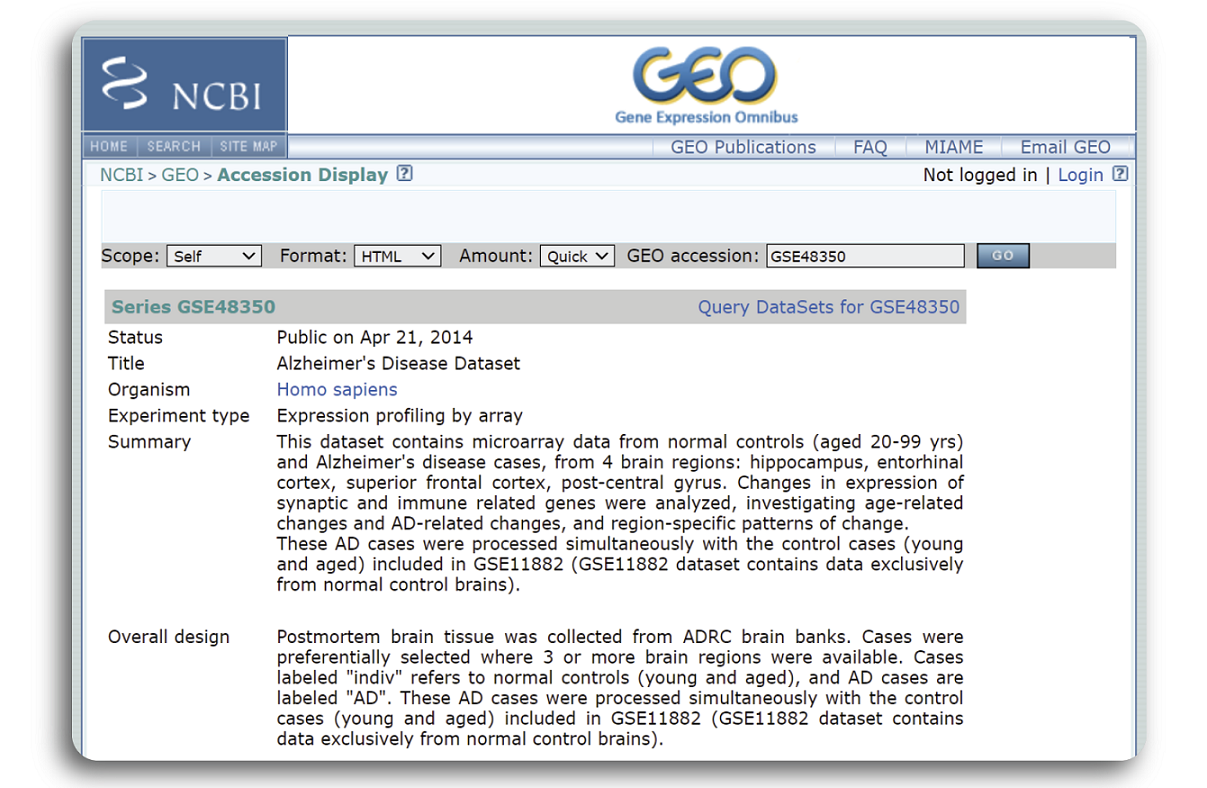 NCBI
GEO
Gene Expression Omnibus
HOME SEARCH SITE MAP GEO Publications FAQ MIAME Email GEO
NCBI > GEO > Accession Display ? Not logged in | Login ?
Scope: Self Format: HTML Amount: Quick GEO accession: GSE48350 GO
Series GSE48350 Query DataSets for GSE48350
Status Public on Apr 21, 2014
Title Alzheimer's Disease Dataset
Organism Homo sapiens
Experiment type Expression profiling by array
Summary This dataset contains microarray data from normal controls (aged 20-99 yrs)
and Alzheimer's disease cases, from 4 brain regions: hippocampus, entorhinal
cortex, superior frontal cortex, post-central gyrus. Changes in expression of
synaptic and immune related genes were analyzed, investigating age-related
changes and AD-related changes, and region-specific patterns of change.
These AD cases were processed simultaneously with the control cases (young
and aged) included in GSE11882 (GSE11882 dataset contains data exclusively
from normal control brains).
Overall design Postmortem brain tissue was collected from ADRC brain banks. Cases were
preferentially selected where 3 or more brain regions were available. Cases
labeled "indiv" refers to normal controls (young and aged), and AD cases are
labeled "AD". These AD cases were processed simultaneously with the control
cases (young and aged) included in GSE11882 (GSE11882 dataset contains
data exclusively from normal control brains).